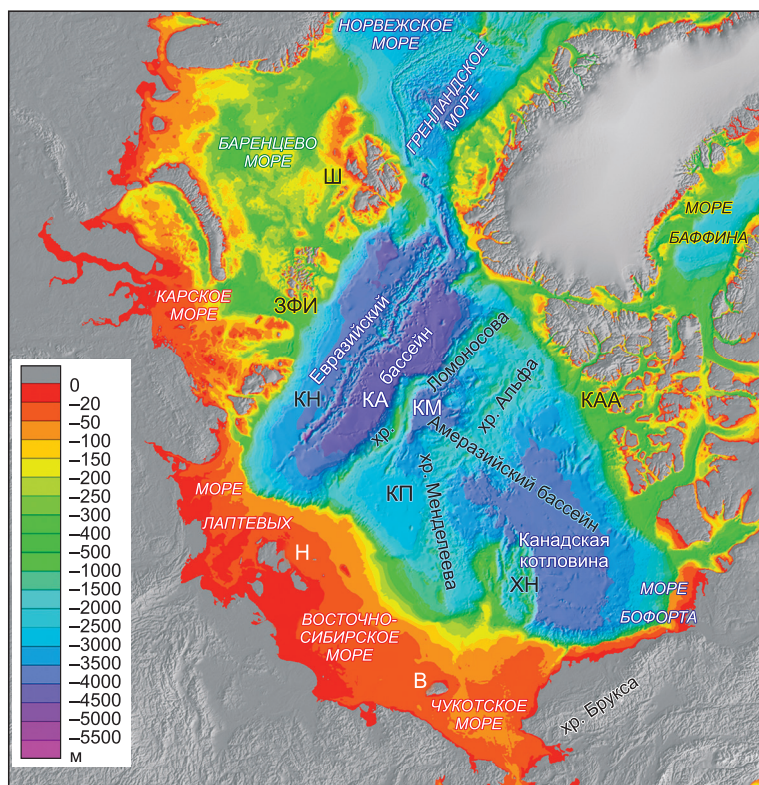 НОРВЕЖСКОЕ
МОРЕ
ГРЕНЛАНДСКОЕ
МОРЕ
БАРЕНЦЕВО
МОРЕ
Ш
МОРЕ
БАФФИНА
КАРСКОЕ
МОРЕ
ЗФИ
Евразийский
бассейн
хр. Ломоносова
хр. Альфа
КН
КА
КМ
КАА
Амеразийский бассейн
хр. Менделеева
КП
МОРЕ
ЛАПТЕВЫХ
Н
Канадская
котловина
ХН
МОРЕ
БОФОРТА
ВОСТОЧНО-
СИБИРСКОЕ
МОРЕ
В
ЧУКОТСКОЕ
МОРЕ
хр. Брукса
0
–20
–50
–100
–150
–200
–250
–300
–400
–500
–1000
–1500
–2000
–2500
–3000
–3500
–4000
–4500
–5000
–5500
м